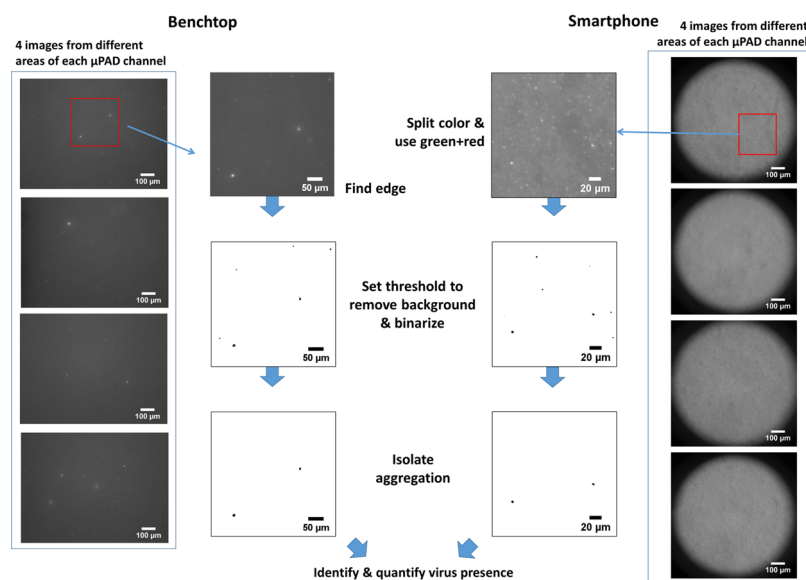 Benchtop
Smartphone
4 images from different
areas of each µPAD channel
4 images from different
areas of each µPAD channel
100 µm
100 µm
100 µm
100 µm
50 µm
Find edge
Split color &
use green+red
20 µm
50 µm
Set threshold to
remove background
& binarize
20 µm
50 µm
Isolate
aggregation
20 µm
100 µm
100 µm
100 µm
100 µm
Identify & quantify virus presence